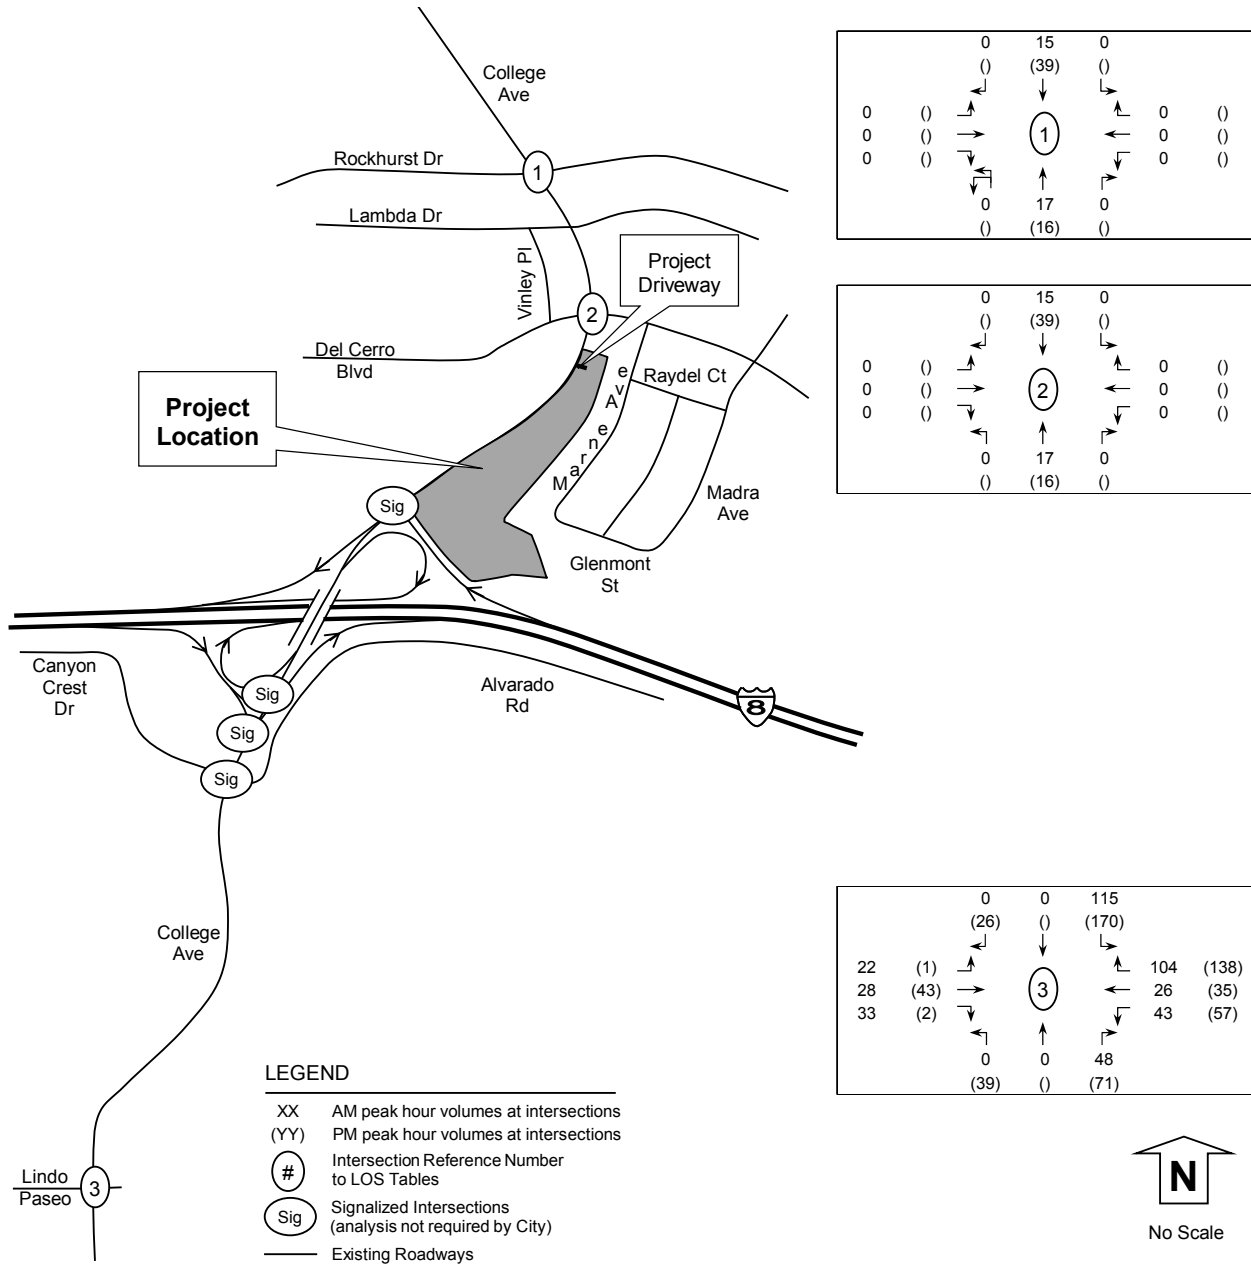 College
Ave
Rockhurst Dr
1
Lambda Dr
Vinley Pl
Project
Driveway
2
Del Cerro
Blvd
Raydel Ct
Marne Ave
Project
Location
Madra
Ave
Sig
Glenmont
St
Canyon
Crest
Dr
Alvarado
Rd
8
Sig
Sig
Sig
College
Ave
Lindo
Paseo
3
0 15 0
() (39) ()
0 () 0 ()
0 () 1 0 ()
0 () 0 ()
0 17 0
() (16) ()
0 15 0
() (39) ()
0 () 0 ()
0 () 2 0 ()
0 () 0 ()
0 17 0
() (16) ()
0 0 115
(26) () (170)
22 (1) 104 (138)
28 (43) 3 26 (35)
33 (2) 43 (57)
0 0 48
(39) () (71)
LEGEND
XX AM peak hour volumes at intersections
(YY) PM peak hour volumes at intersections
# Intersection Reference Number
to LOS Tables
Sig Signalized Intersections
(analysis not required by City)
Existing Roadways
N
No Scale